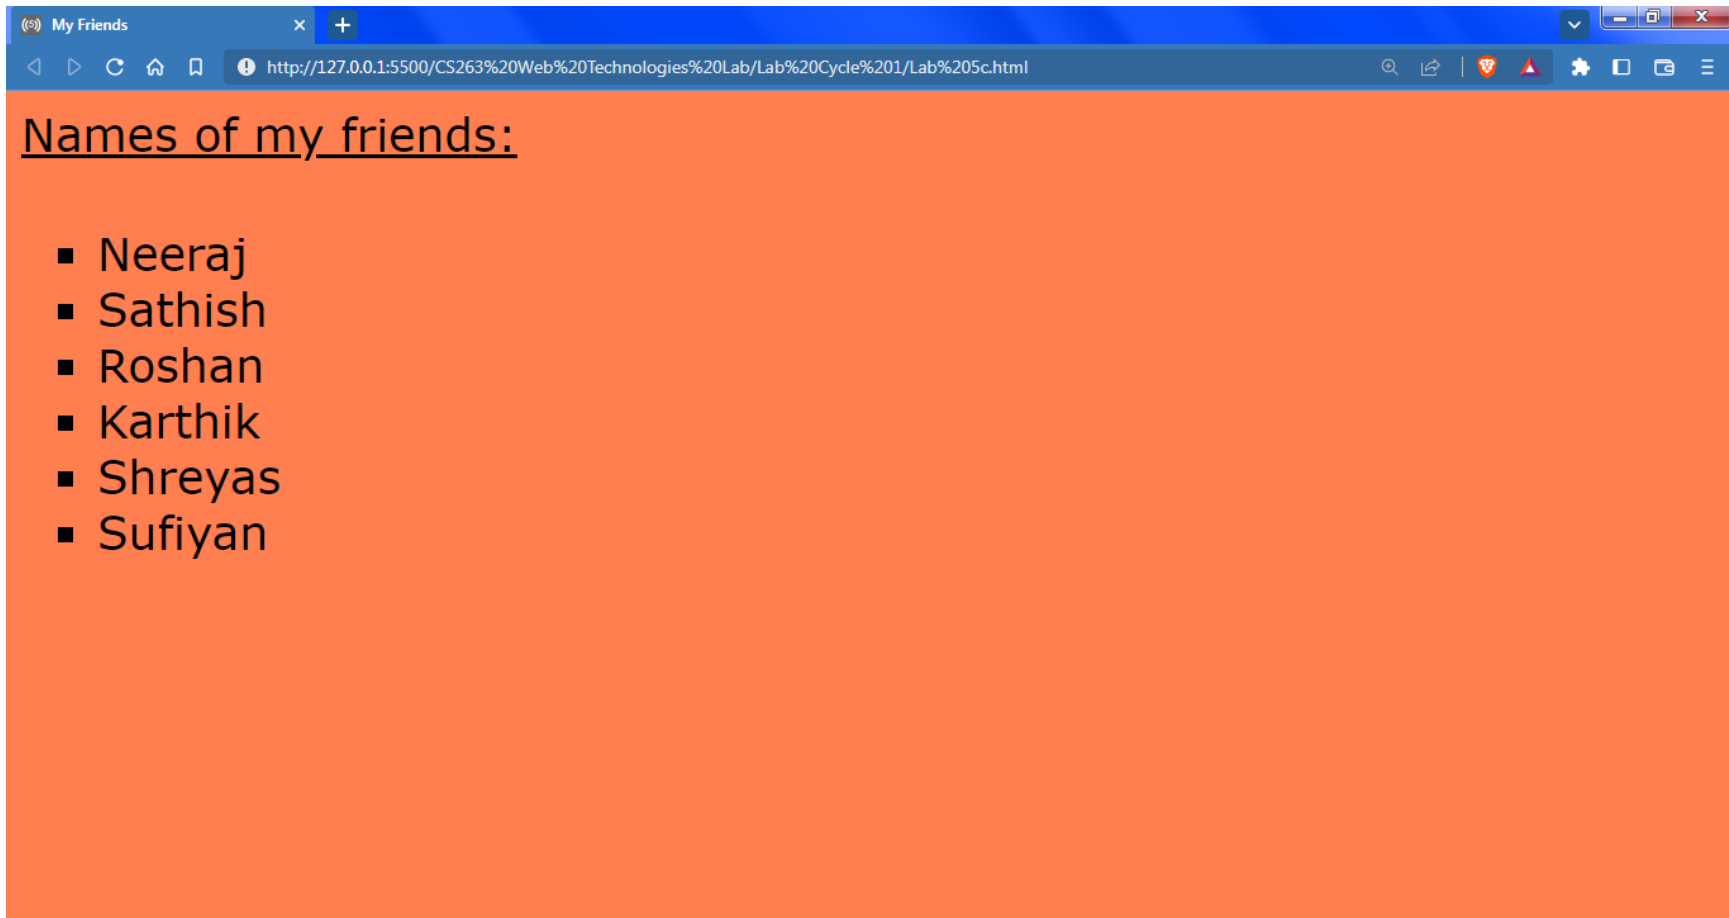 My Friends
http://127.0.0.1:5500/CS263%20Web%20Technologies%20Lab/Lab%20Cycle%201/Lab%205c.html
Names of my friends:
Neeraj
Sathish
Roshan
Karthik
Shreyas
Sufiyan